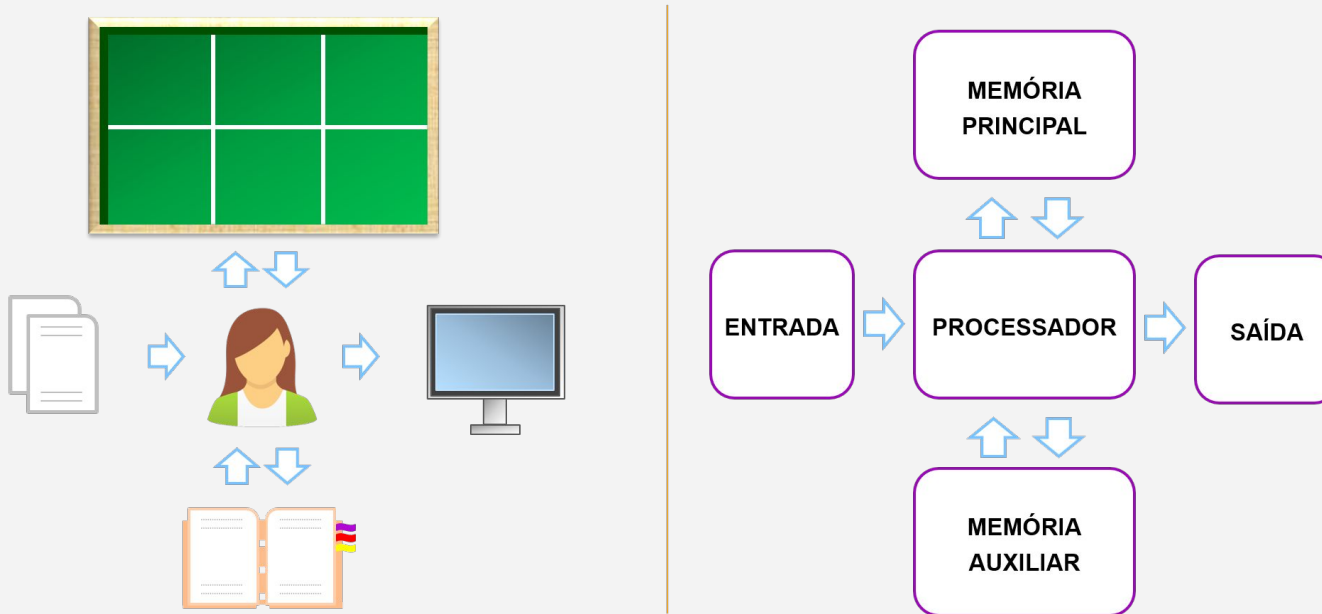 MEMÓRIA
PRINCIPAL
ENTRADA
PROCESSADOR
SAÍDA
MEMÓRIA
AUXILIAR